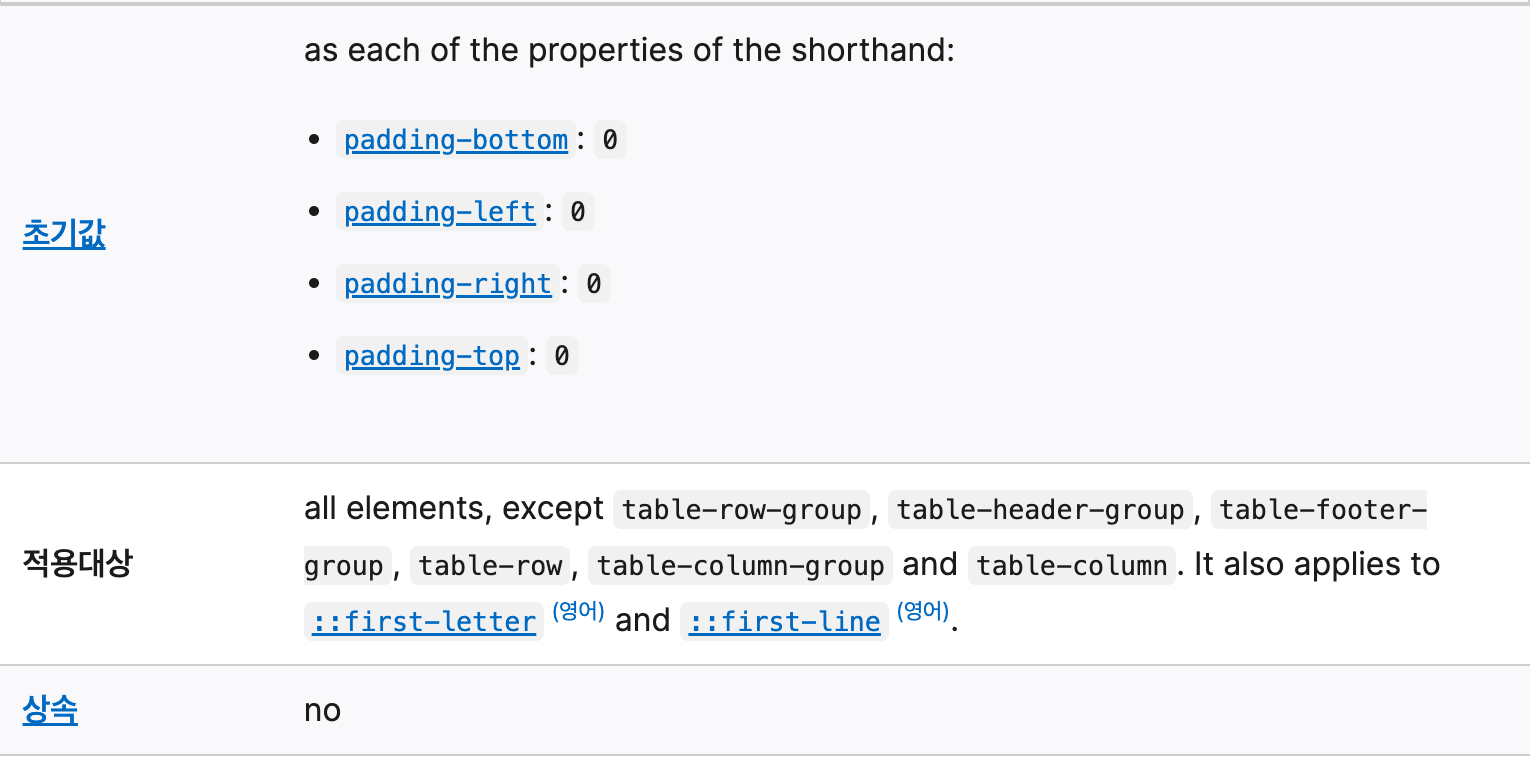 as each of the properties of the shorthand:
• padding-bottom: 0
• padding-left: 0
초기값
• padding-right: 0
• padding-top: 0
all elements, except table-row-group, table-header-group, table-footer-
적용대상 group, table-row, table-column-group and table-column. It also applies to
::first-letter (영어) and ::first-line (영어).
상속 no